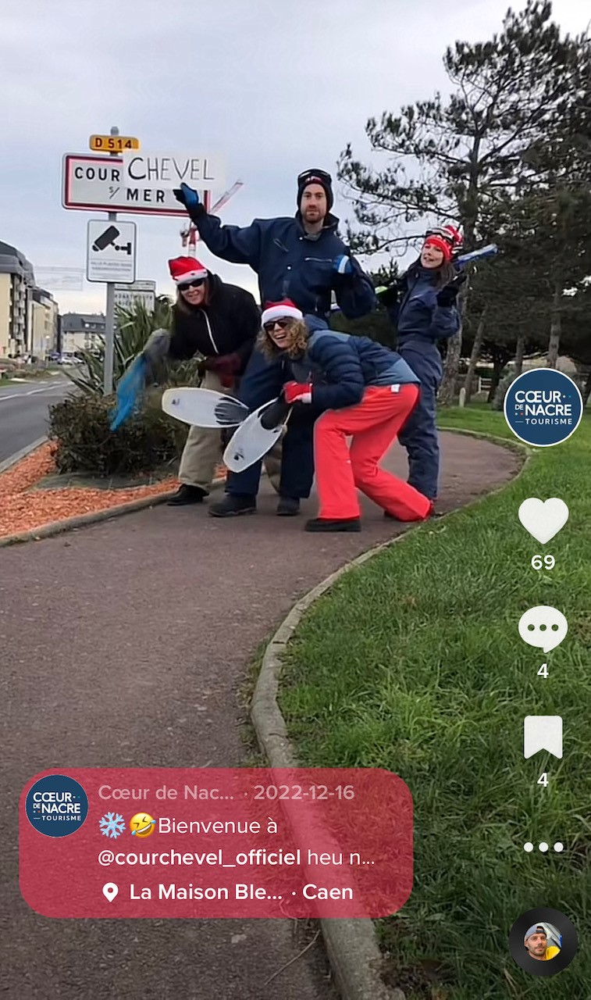 D 514
COUR CHEVEL
S/ MER
CŒUR
DE NACRE
TOURISME
69
4
4
CŒUR
DE NACRE
TOURISME
Cœur de Nac... · 2022-12-16
❄️🤣Bienvenue à
@courchevel_officiel heu n...
La Maison Ble... · Caen